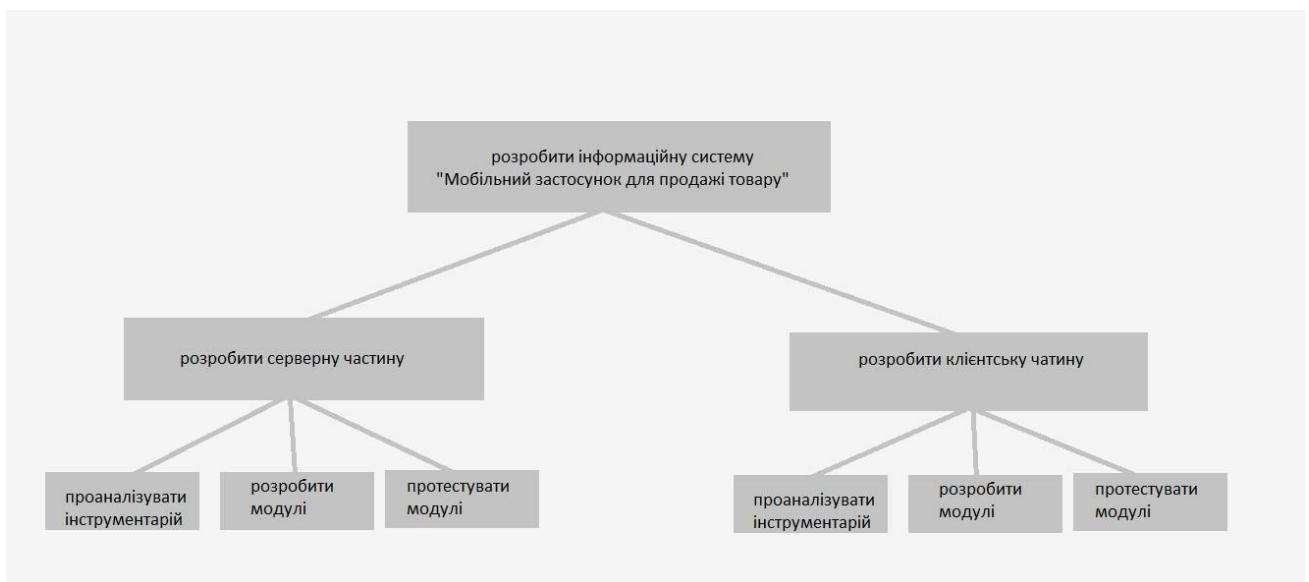 розробити інформаційну систему
"Мобільний застосунок для продажі товару"
розробити серверну частину
розробити клієнтську чатину
проаналізувати
інструментарій
розробити
модулі
протестувати
модулі
проаналізувати
інструментарій
розробити
модулі
протестувати
модулі